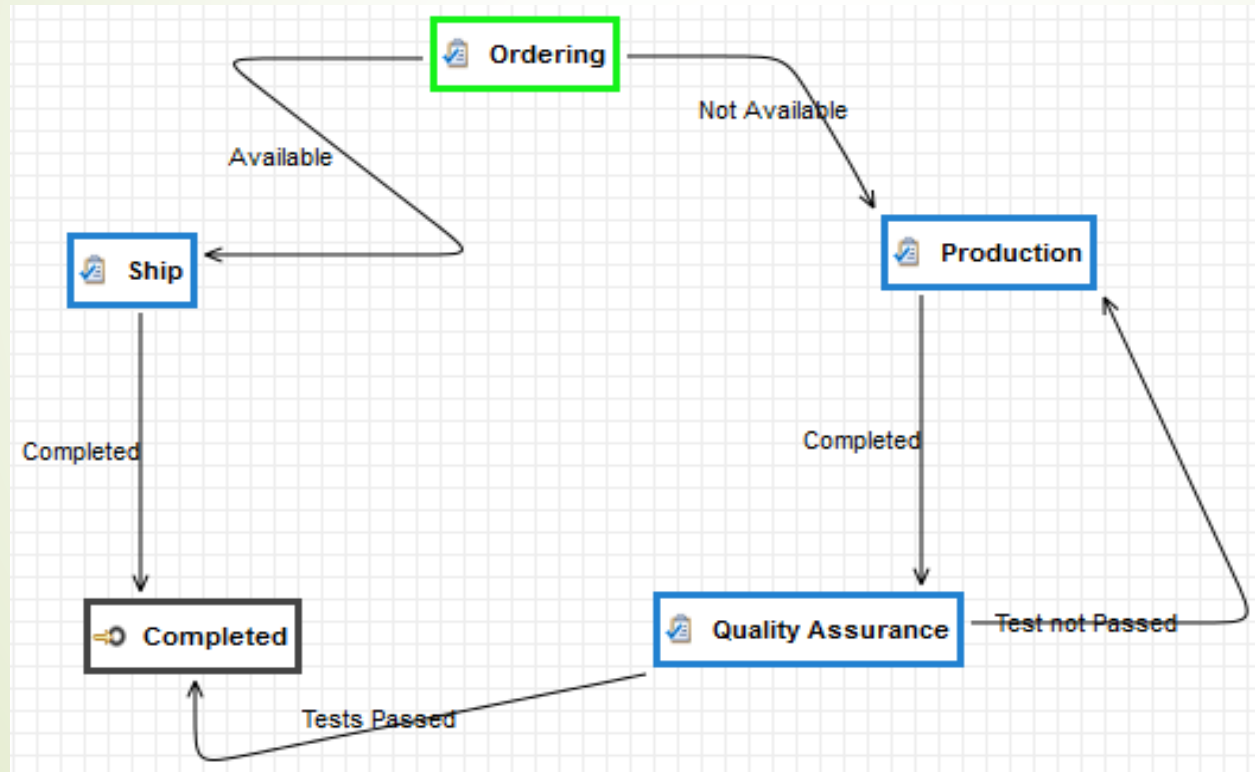 Ordering
Not Available
Available
Production
Ship
Completed
Completed
Completed
Quality Assurance
Test not Passed
Tests Passed